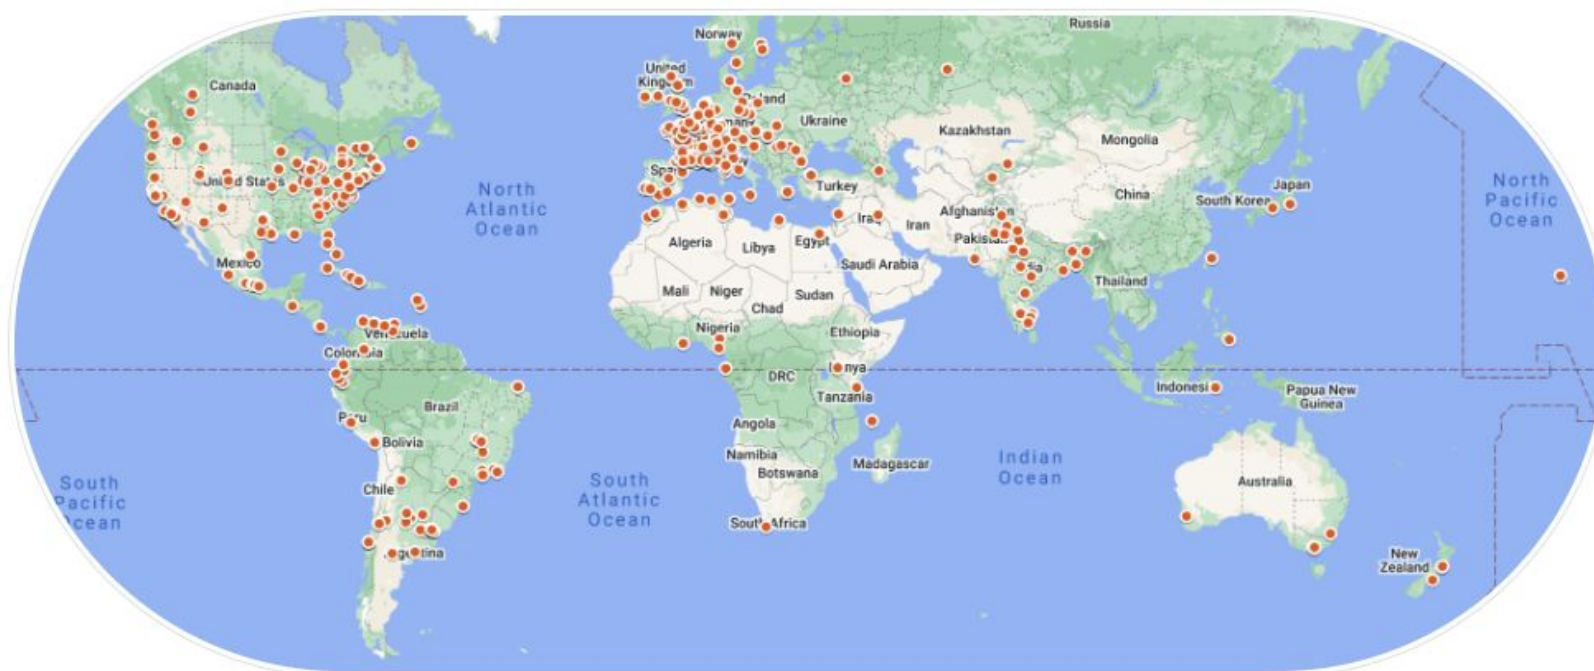 Russia
Norway
Canada
United
Kingdom
Poland
Ukraine
Kazakhstan
Mongolia
United States
North
Atlantic
Ocean
Spain
Turkey
China
South Korea
Japan
North
Pacific
Ocean
Iraq
Iran
Afghanistan
Pakistan
Algeria
Libya
Egypt
Saudi Arabia
Mexico
Mali
Niger
Chad
Sudan
Thailand
Venezuela
Nigeria
Ethiopia
Colombia
DRC
Kenya
Indonesi
Papua New
Guinea
Tanzania
Brazil
Peru
Angola
Bolivia
Namibia
Botswana
Madagascar
Indian
Ocean
Australia
South
Pacific
Ocean
Chile
South
Atlantic
Ocean
South Africa
Argentina
New
Zealand